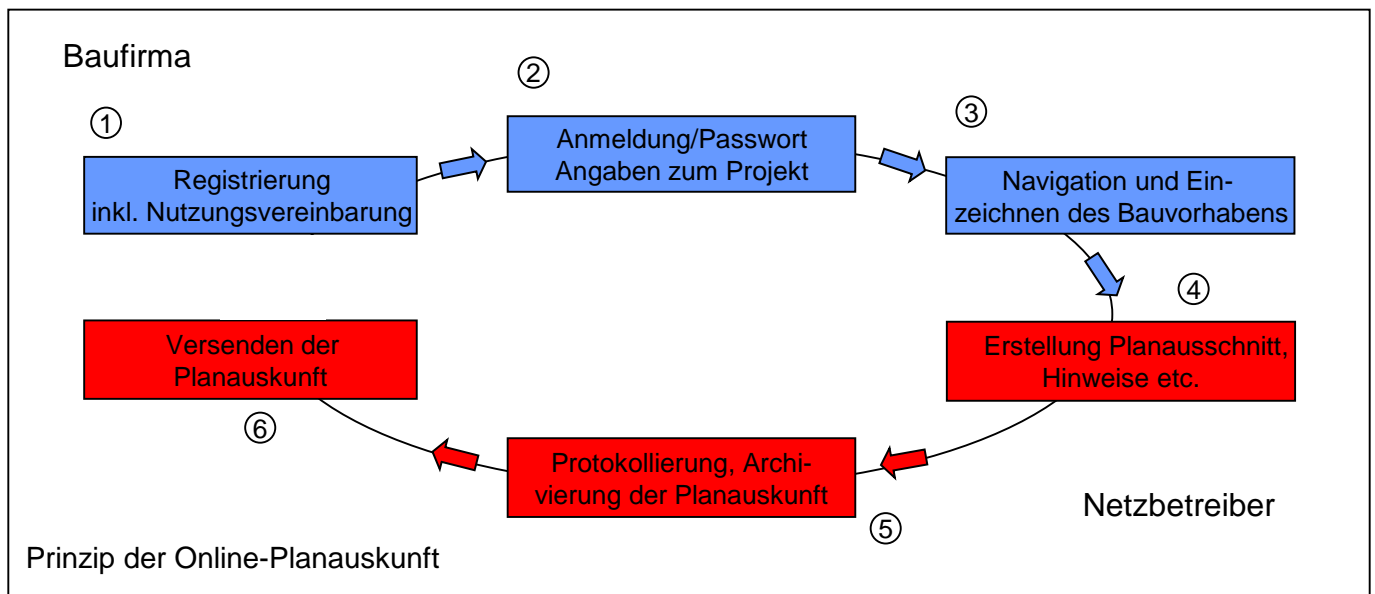 Baufirma
①
Registrierung
inkl. Nutzungsvereinbarung
②
Anmeldung/Passwort
Angaben zum Projekt
③
Navigation und Ein-
zeichnen des Bauvorhabens
④
Erstellung Planausschnitt,
Hinweise etc.
⑤
Protokollierung, Archi-
vierung der Planauskunft
⑥
Versenden der
Planauskunft
Netzbetreiber
Prinzip der Online-Planauskunft